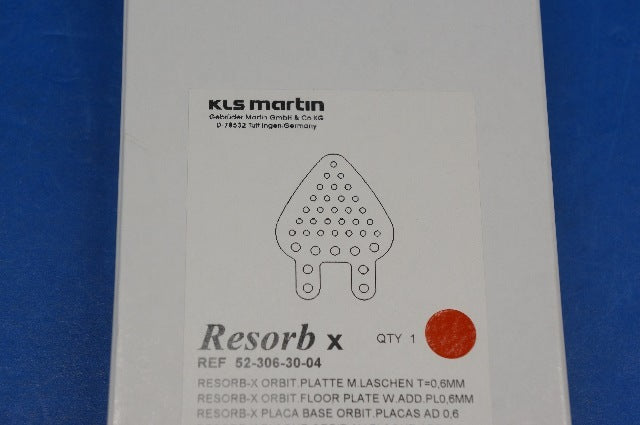 KLS martin
Gebrüder Martin GmbH & Co.KG
D-78532 Tuttlingen-Germany
Resorb x
QTY 1
REF 52-306-30-04
RESORB-X ORBIT.PLATTE M.LASCHEN T=0,6MM
RESORB-X ORBIT.FLOOR PLATE W.ADD.PL0,6MM
RESORB-X PLACA BASE ORBIT.PLACAS AD 0,6